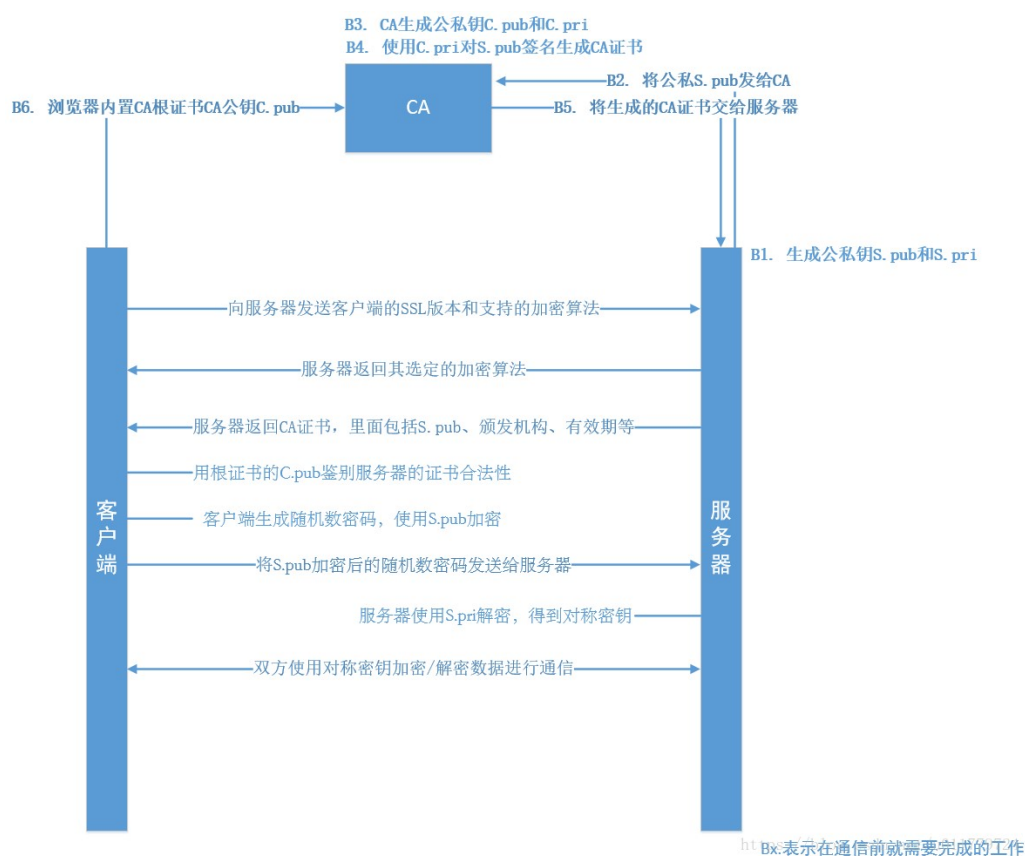 B3. CA生成公私钥C.pub和C.pri
B4. 使用C.pri对S.pub签名生成CA证书
B2. 将公私S.pub发给CA
B6. 浏览器内置CA根证书CA公钥C.pub
CA
B5. 将生成的CA证书交给服务器
B1. 生成公私钥S.pub和S.pri
向服务器发送客户端的SSL版本和支持的加密算法
服务器返回其选定的加密算法
服务器返回CA证书，里面包括S.pub、颁发机构、有效期等
用根证书的C.pub鉴别服务器的证书合法性
客户端生成随机数密码，使用S.pub加密
将S.pub加密后的随机数密码发送给服务器
服务器使用S.pri解密，得到对称密钥
双方使用对称密钥加密/解密数据进行通信
客户端
服务器
Bx.表示在通信前就需要完成的工作